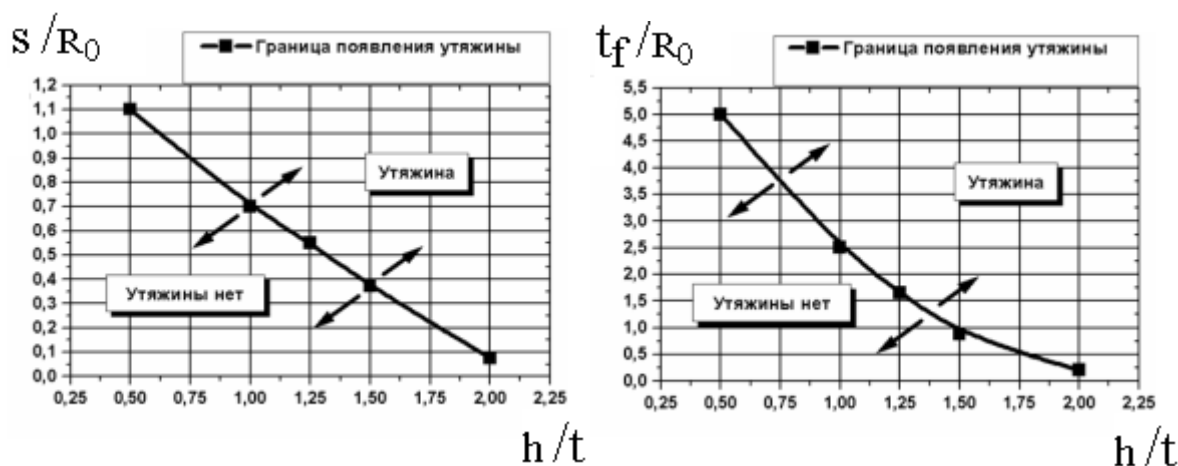 s/R0
Граница появления утяжины
1,2
1,1
1,0
0,9
0,8
0,7
0,6
0,5
0,4
0,3
0,2
0,1
0,0
Утяжина
Утяжины нет
0,25 0,50 0,75 1,00 1,25 1,50 1,75 2,00 2,25
h/t
tf/R0
Граница появления утяжины
5,5
5,0
4,5
4,0
3,5
3,0
2,5
2,0
1,5
1,0
0,5
0,0
Утяжина
Утяжины нет
0,25 0,50 0,75 1,00 1,25 1,50 1,75 2,00 2,25
h/t